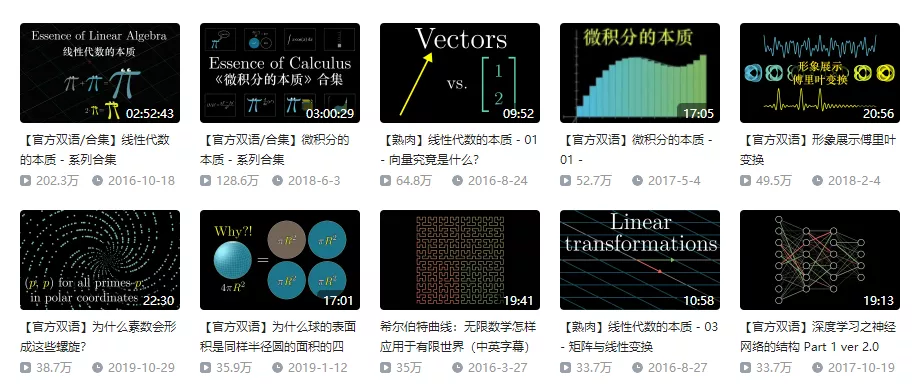 Essence of Linear Algebra
线性代数的本质
π + π = π
2 π = π
02:52:43
【官方双语/合集】线性代数
的本质 - 系列合集
202.3万 2016-10-18
Essence of Calculus
《微积分的本质》合集
03:00:29
【官方双语/合集】微积分的
本质 - 系列合集
128.6万 2018-6-3
Vectors
vs. [1 2]
09:52
【熟肉】线性代数的本质 - 01
- 向量究竟是什么?
64.8万 2016-8-24
微积分的本质
17:05
【官方双语】微积分的本质 -
01 -
52.7万 2017-5-4
形象展示
傅里叶变换
20:56
【官方双语】形象展示傅里叶
变换
49.5万 2018-2-4
(p, p) for all primes p,
in polar coordinates
22:30
【官方双语】为什么素数会形
成这些螺旋?
38.7万 2019-10-29
Why?!
4πR²
=
πR² πR²
πR² πR²
17:01
【官方双语】为什么球的表面
积是同样半径圆的面积的四
35.9万 2019-1-12
19:41
希尔伯特曲线：无限数学怎样
应用于有限世界（中英字幕）
35万 2016-3-27
Linear
transformations
10:58
【熟肉】线性代数的本质 - 03
- 矩阵与线性变换
33.7万 2016-8-27
19:13
【官方双语】深度学习之神经
网络的结构 Part 1 ver 2.0
33.7万 2017-10-19